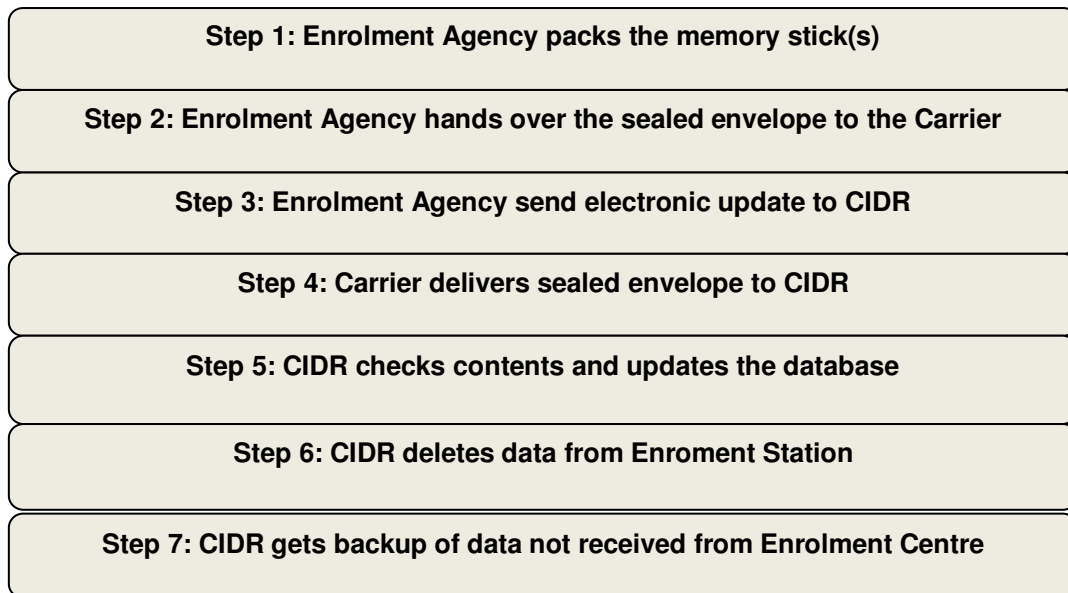 Step 1: Enrolment Agency packs the memory stick(s)
Step 2: Enrolment Agency hands over the sealed envelope to the Carrier
Step 3: Enrolment Agency send electronic update to CIDR
Step 4: Carrier delivers sealed envelope to CIDR
Step 5: CIDR checks contents and updates the database
Step 6: CIDR deletes data from Enroment Station
Step 7: CIDR gets backup of data not received from Enrolment Centre